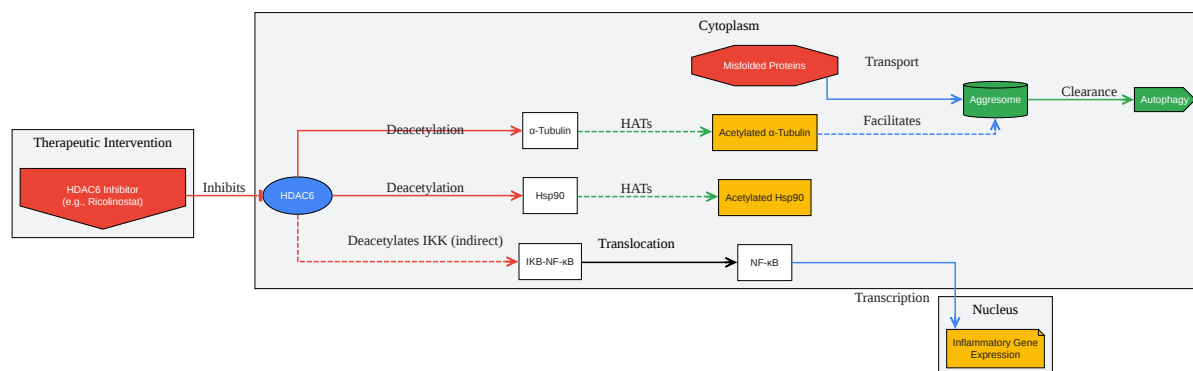 Cytoplasm
Misfolded Proteins
Transport
Aggresome
Clearance
Autophagy
Therapeutic Intervention
HDAC6 Inhibitor
(e.g., Ricolinostat)
Inhibits
HDAC6
Deacetylation
α-Tubulin
HATs
Acetylated α-Tubulin
Facilitates
Deacetylation
Hsp90
HATs
Acetylated Hsp90
Deacetylates IKK (indirect)
IKB-NF-κB
Translocation
NF-κB
Transcription
Nucleus
Inflammatory Gene
Expression